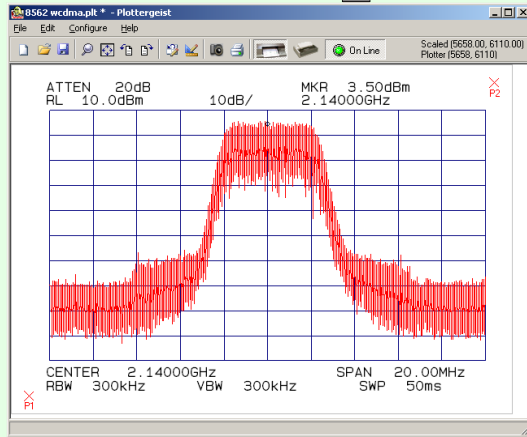 8562 wcdma.plt * - Plottergeist
File Edit Configure Help
On Line
Scaled (5658.00, 6110.00)
Plotter (5658, 6110)
ATTEN 20dB MKR 3.50dBm
RL 10.0dBm 10dB/ 2.14000GHz
P2
CENTER 2.14000GHz SPAN 20.00MHz
RBW 300kHz VBW 300kHz SWP 50ms
P1